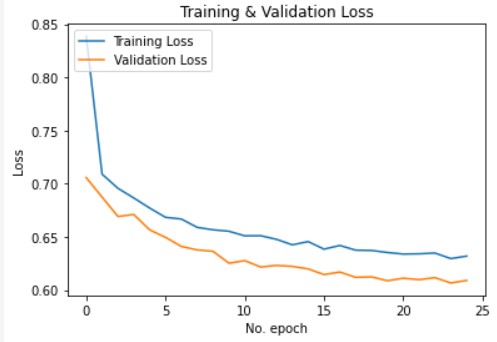 Training & Validation Loss
0.85
0.80
0.75
0.70
0.65
0.60
Loss
Training Loss
Validation Loss
0 5 10 15 20 25
No. epoch